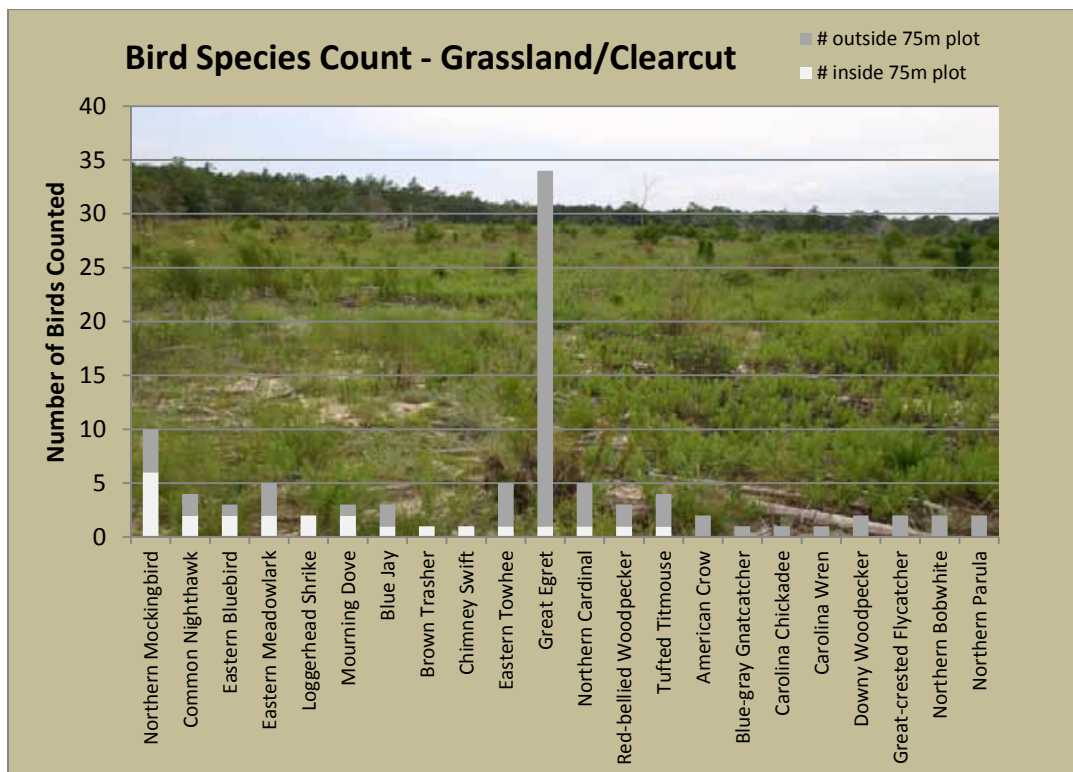 Bird Species Count - Grassland/Clearcut
# outside 75m plot
# inside 75m plot
Number of Birds Counted
40
35
30
25
20
15
10
5
0
Northern Mockingbird
Common Nighthawk
Eastern Bluebird
Eastern Meadowlark
Loggerhead Shrike
Mourning Dove
Blue Jay
Brown Trasher
Chimney Swift
Eastern Towhee
Great Egret
Northern Cardinal
Red-bellied Woodpecker
Tufted Titmouse
American Crow
Blue-gray Gnatcatcher
Carolina Chickadee
Carolina Wren
Downy Woodpecker
Great-crested Flycatcher
Northern Bobwhite
Northern Parula